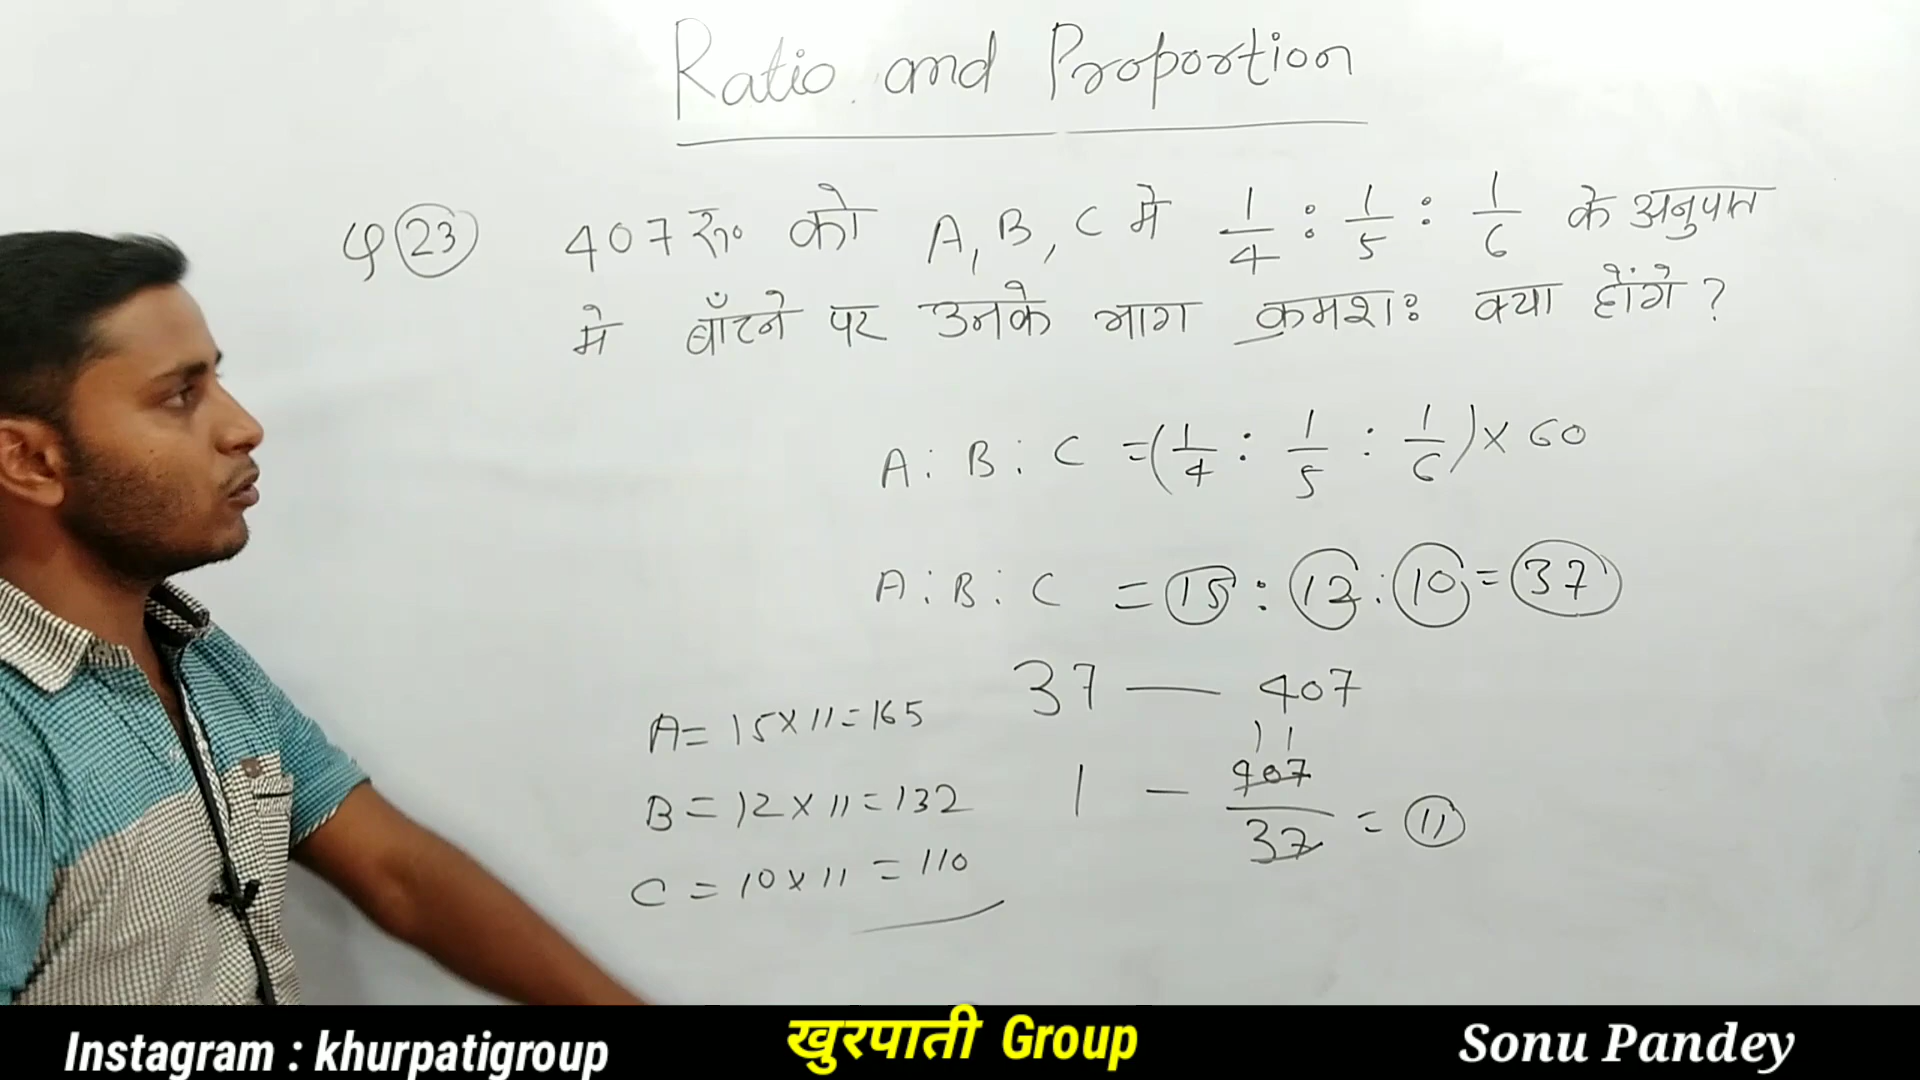 Ratio and Proportion
Q 23 407 रु० को A, B, C मे 1/4 : 1/5 : 1/6 के अनुपात
मे बाँटने पर उनके भाग क्रमशः क्या होंगे ?
A : B : C = (1/4 : 1/5 : 1/6) × 60
A : B : C = 15 : 12 : 10 = 37
37 — 407
1 — 407/37 = 11
11
A = 15 × 11 = 165
B = 12 × 11 = 132
C = 10 × 11 = 110
Instagram : khurpatigroup
खुरपाती Group
Sonu Pandey